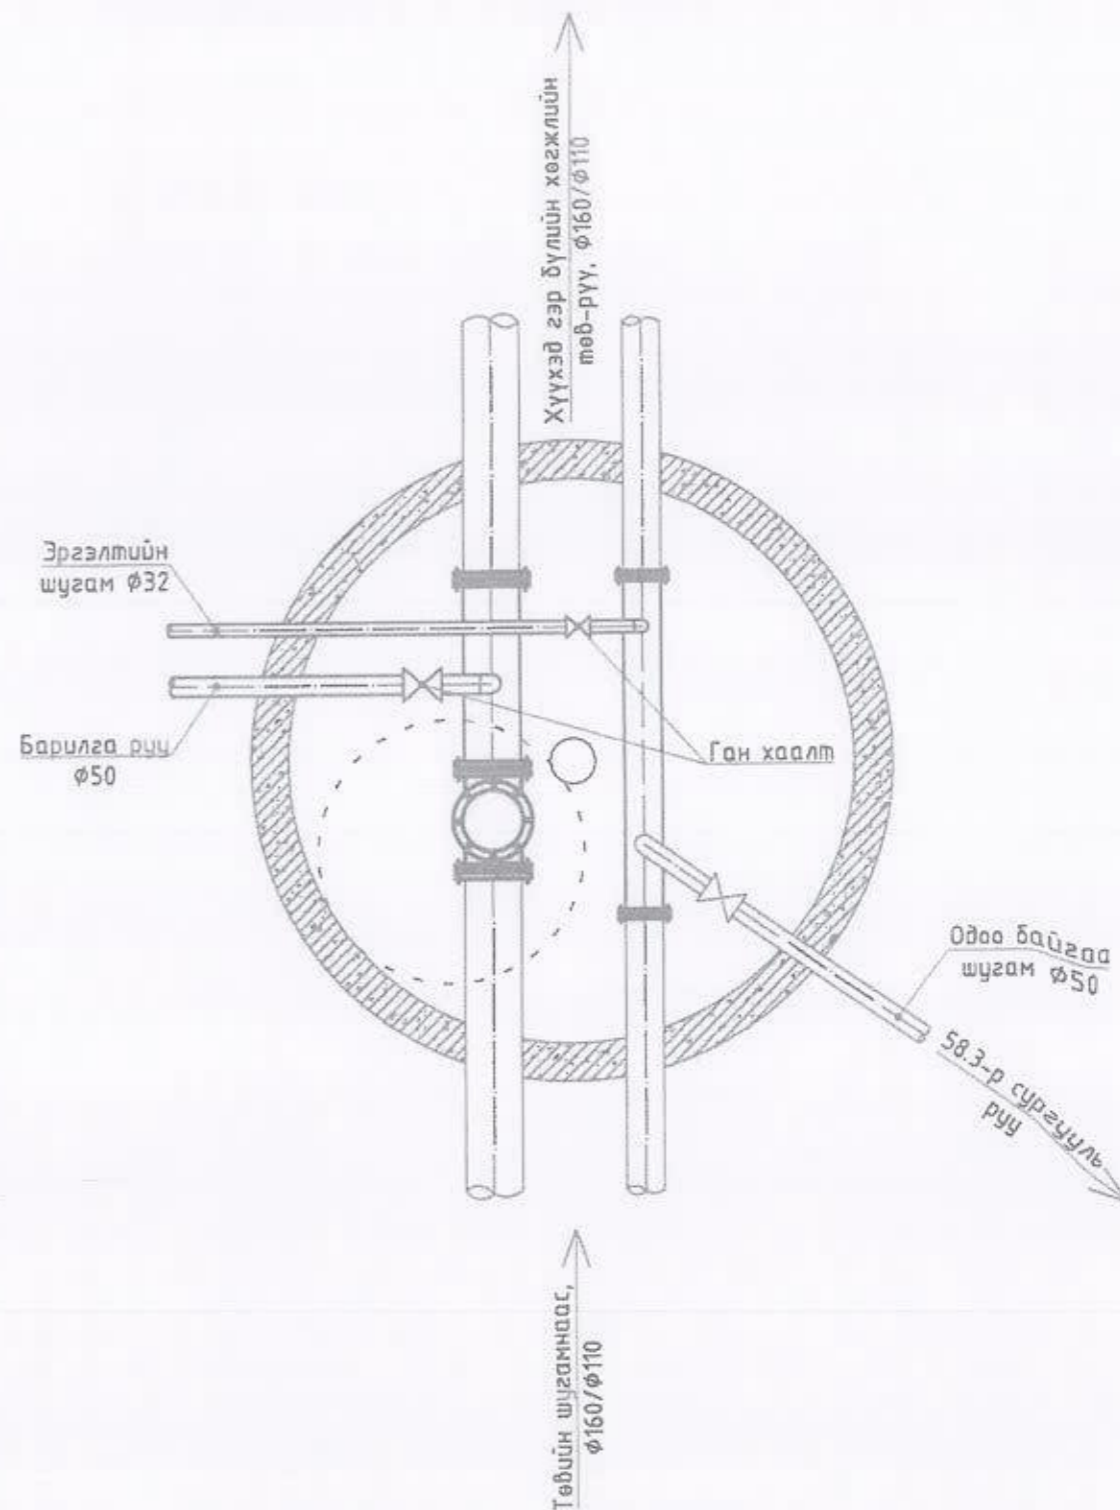 Хүүхэд гэр бүлийн хөгжлийн
төв-рүү, Ф160/Ф110
Эргэлтийн
шугам Ф32
Барилга руу
Ф50
Ган хаалт
Одоо байгаа
шугам Ф50
58.3-р сургууль
руу
Төвийн шугамнаас,
Ф160/Ф110